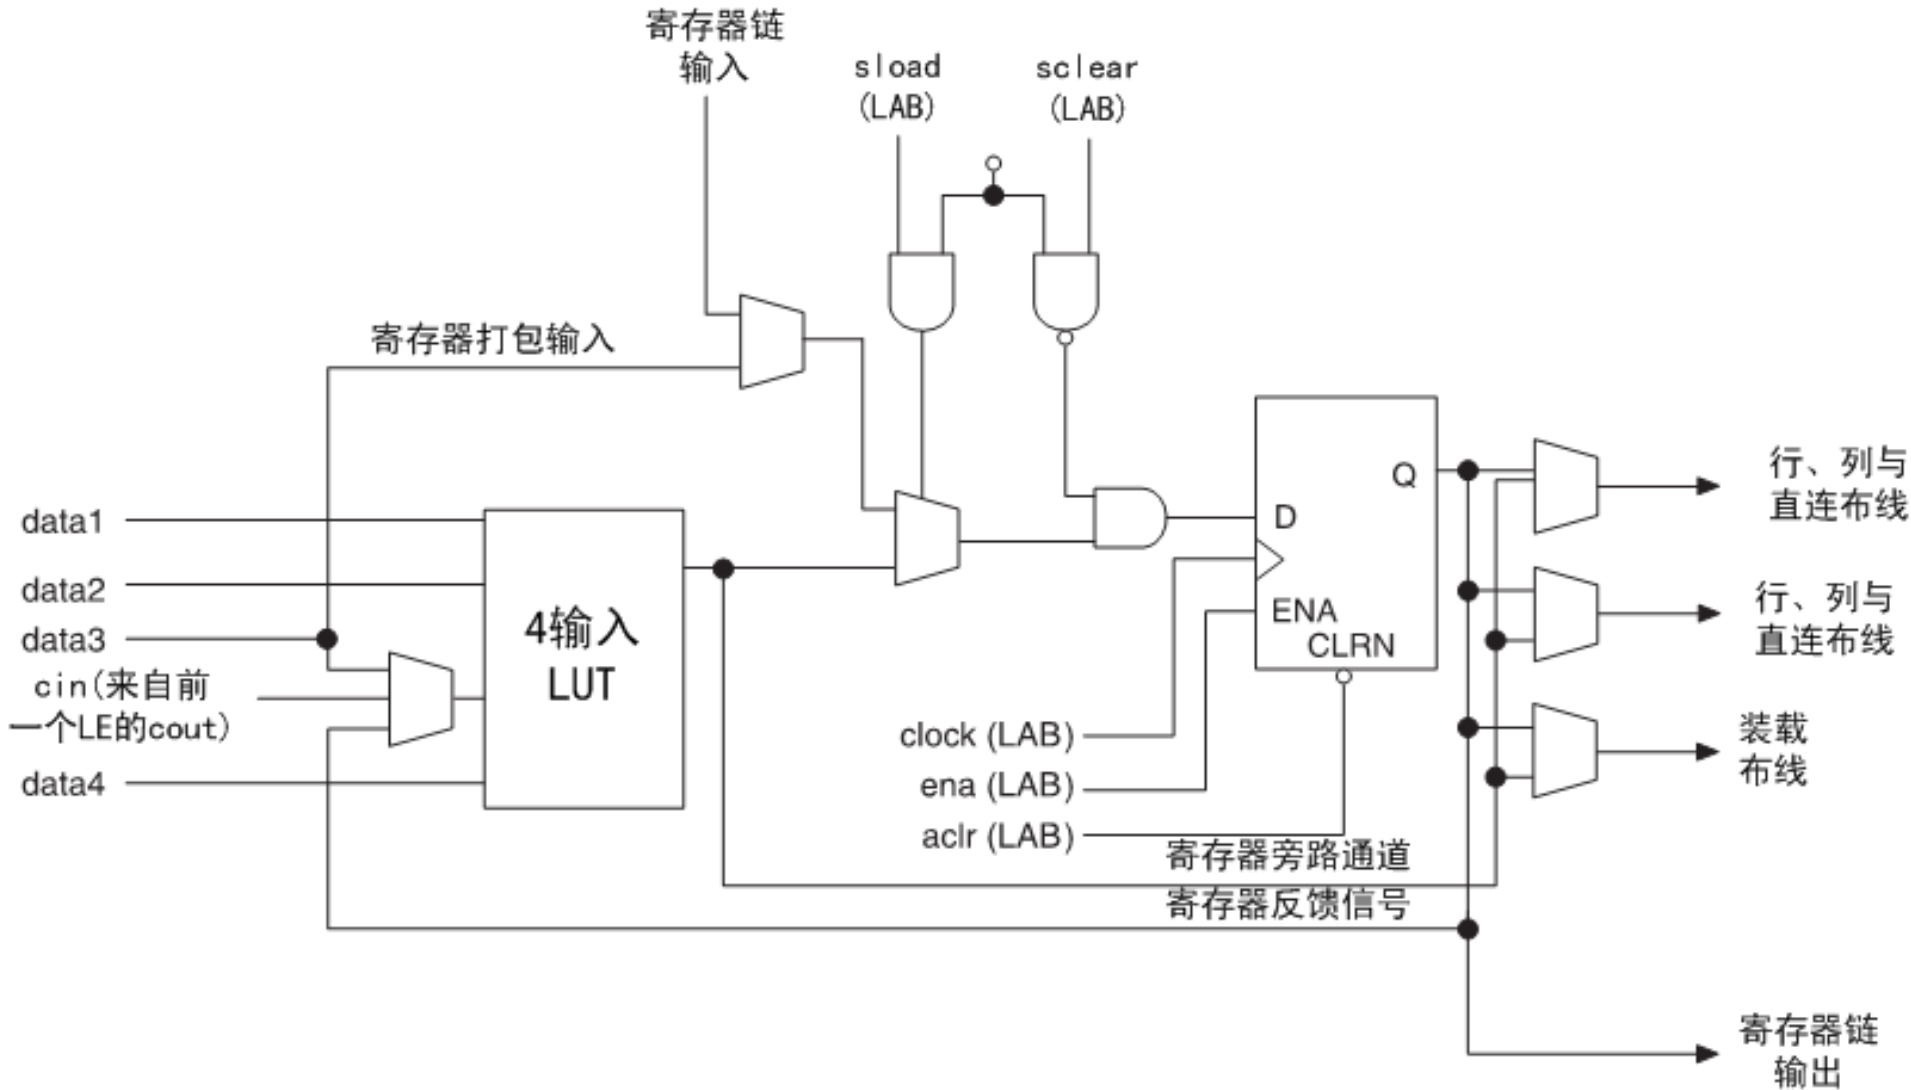 寄存器链
输入
sload
(LAB)
sclear
(LAB)
寄存器打包输入
data1
data2
data3
cin(来自前
一个LE的cout)
data4
4输入
LUT
D
Q
ENA
CLRN
clock (LAB)
ena (LAB)
aclr (LAB)
寄存器旁路通道
寄存器反馈信号
行、列与
直连布线
行、列与
直连布线
装载
布线
寄存器链
输出